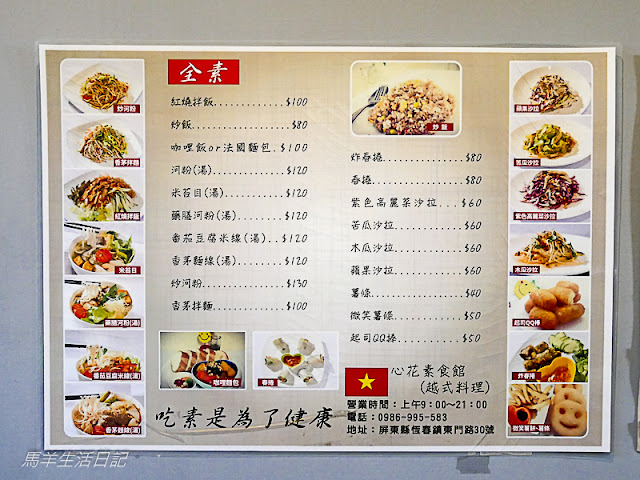 全素
紅燒拌飯.............$100
炒飯..................$80
咖哩飯or法國麵包.$100
河粉(湯)............$120
米苔目(湯).........$120
藥膳河粉(湯).......$120
番茄豆腐米線(湯)..$120
香茅麵線(湯).......$120
炒河粉...............$130
香茅拌麵............$100
炸春捲...............$80
春捲..................$80
紫色高麗菜沙拉...$60
苦瓜沙拉............$60
木瓜沙拉............$60
蘋果沙拉............$60
薯條..................$40
微笑薯條............$50
起司QQ棒............$50
炒河粉
香茅拌麵
紅燒拌飯
米苔目
藥膳河粉(湯)
番茄豆腐米線(湯)
香茅麵線(湯)
炒飯
蘋果沙拉
苦瓜沙拉
紫色高麗菜沙拉
木瓜沙拉
起司QQ棒
炸春捲
微笑薯餅~薯條
咖哩麵包
春捲
吃素是為了健康
心花素食館
(越式料理)
營業時間：上午9：00~21：00
電話：0986-995-583
地址：屏東縣恆春鎮東門路30號
馬羊生活日記